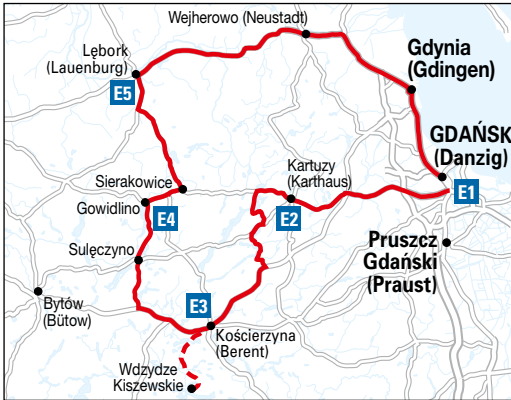 Wejherowo (Neustadt)
Lębork
(Lauenburg)
E5
Gdynia
(Gdingen)
GDAŃSK
(Danzig)
E1
Kartuzy
(Karthaus)
E2
Sierakowice
Gowidlino
E4
Sulęczyno
Pruszcz
Gdański
(Praust)
Bytów
(Bütow)
E3
Kościerzyna
(Berent)
Wdzydze
Kiszewskie